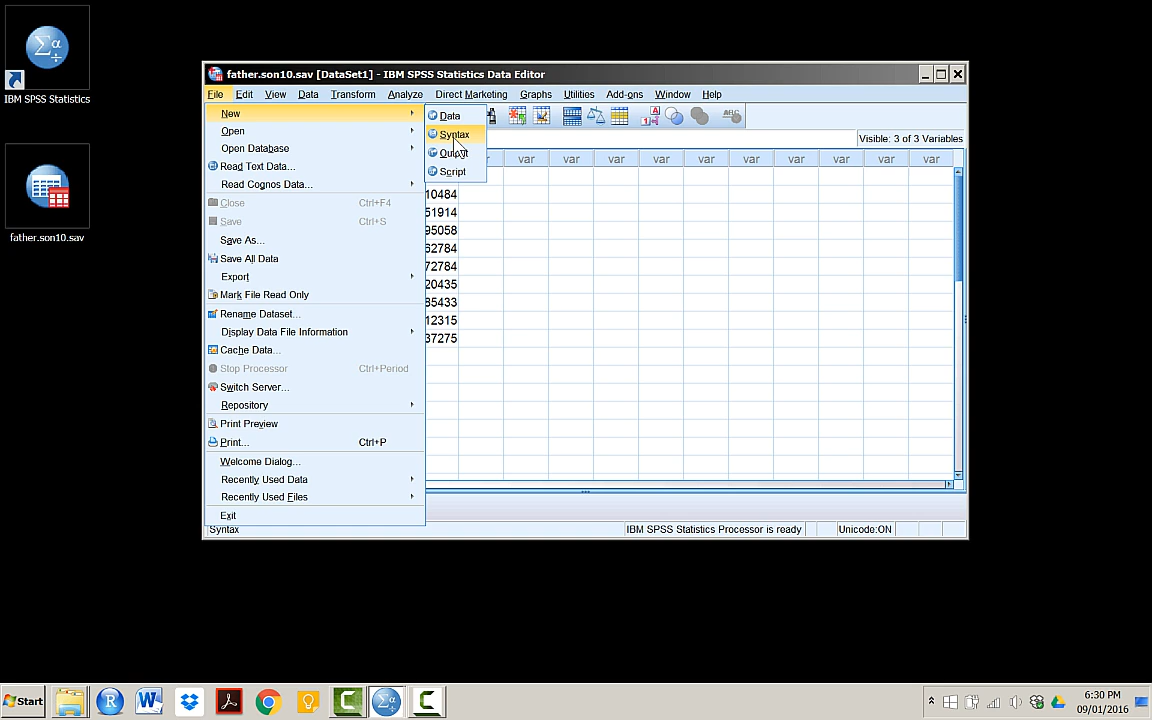 IBM SPSS Statistics
father.son10.sav
father.son10.sav [DataSet1] - IBM SPSS Statistics Data Editor
File Edit View Data Transform Analyze Direct Marketing Graphs Utilities Add-ons Window Help
New
Open
Open Database
Read Text Data...
Read Cognos Data...
Close Ctrl+F4
Save Ctrl+S
Save As...
Save All Data
Export
Mark File Read Only
Rename Dataset...
Display Data File Information
Cache Data...
Stop Processor Ctrl+Period
Switch Server...
Repository
Print Preview
Print... Ctrl+P
Welcome Dialog...
Recently Used Data
Recently Used Files
Exit
Data
Syntax
Output
Script
Visible: 3 of 3 Variables
var var var var var var var var var
10484
51914
95058
62784
72784
20435
85433
12315
37275
Syntax IBM SPSS Statistics Processor is ready Unicode:ON
Start
6:30 PM
09/01/2016